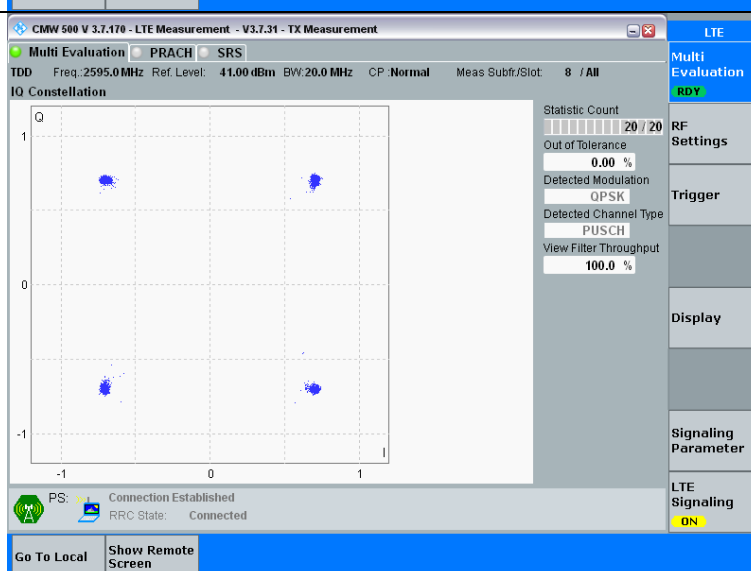 CMW 500 V 3.7.170 - LTE Measurement - V3.7.31 - TX Measurement
LTE
Multi Evaluation PRACH SRS
TDD Freq.:2595.0 MHz Ref. Level: 41.00 dBm BW:20.0 MHz CP :Normal Meas Subfr./Slot: 8 / All
IQ Constellation
Q
1
0
-1
-1 0 1
I
Statistic Count
20 / 20
Out of Tolerance
0.00 %
Detected Modulation
QPSK
Detected Channel Type
PUSCH
View Filter Throughput
100.0 %
Multi
Evaluation
RDY
RF
Settings
Trigger
Display
Signaling
Parameter
LTE
Signaling
ON
PS: Connection Established
RRC State: Connected
Go To Local
Show Remote
Screen